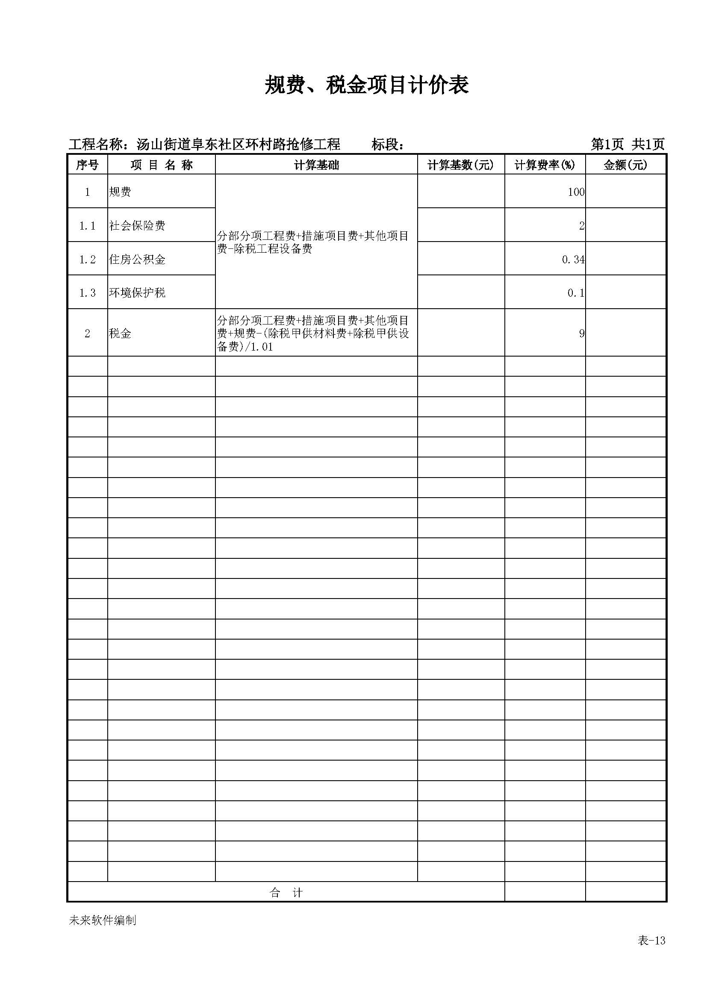 规费、税金项目计价表
工程名称：汤山街道阜东社区环村路抢修工程 标段： 第1页 共1页
序号 项 目 名 称 计算基础 计算基数(元) 计算费率(%) 金额(元)
1 规费 100
1.1 社会保险费 2
分部分项工程费+措施项目费+其他项目
费-除税工程设备费
1.2 住房公积金 0.34
1.3 环境保护税 0.1
分部分项工程费+措施项目费+其他项目
2 税金 费+规费-(除税甲供材料费+除税甲供设 9
备费)/1.01
合 计
未来软件编制
表-13